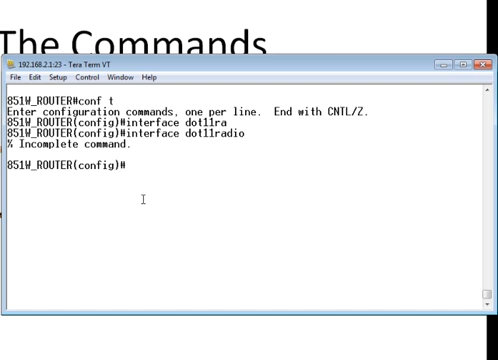 The Commands
192.168.2.1:23 - Tera Term VT
File Edit Setup Control Window Help
851W_ROUTER#conf t
Enter configuration commands, one per line.  End with CNTL/Z.
851W_ROUTER(config)#interface dot11ra
851W_ROUTER(config)#interface dot11radio
% Incomplete command.
851W_ROUTER(config)#